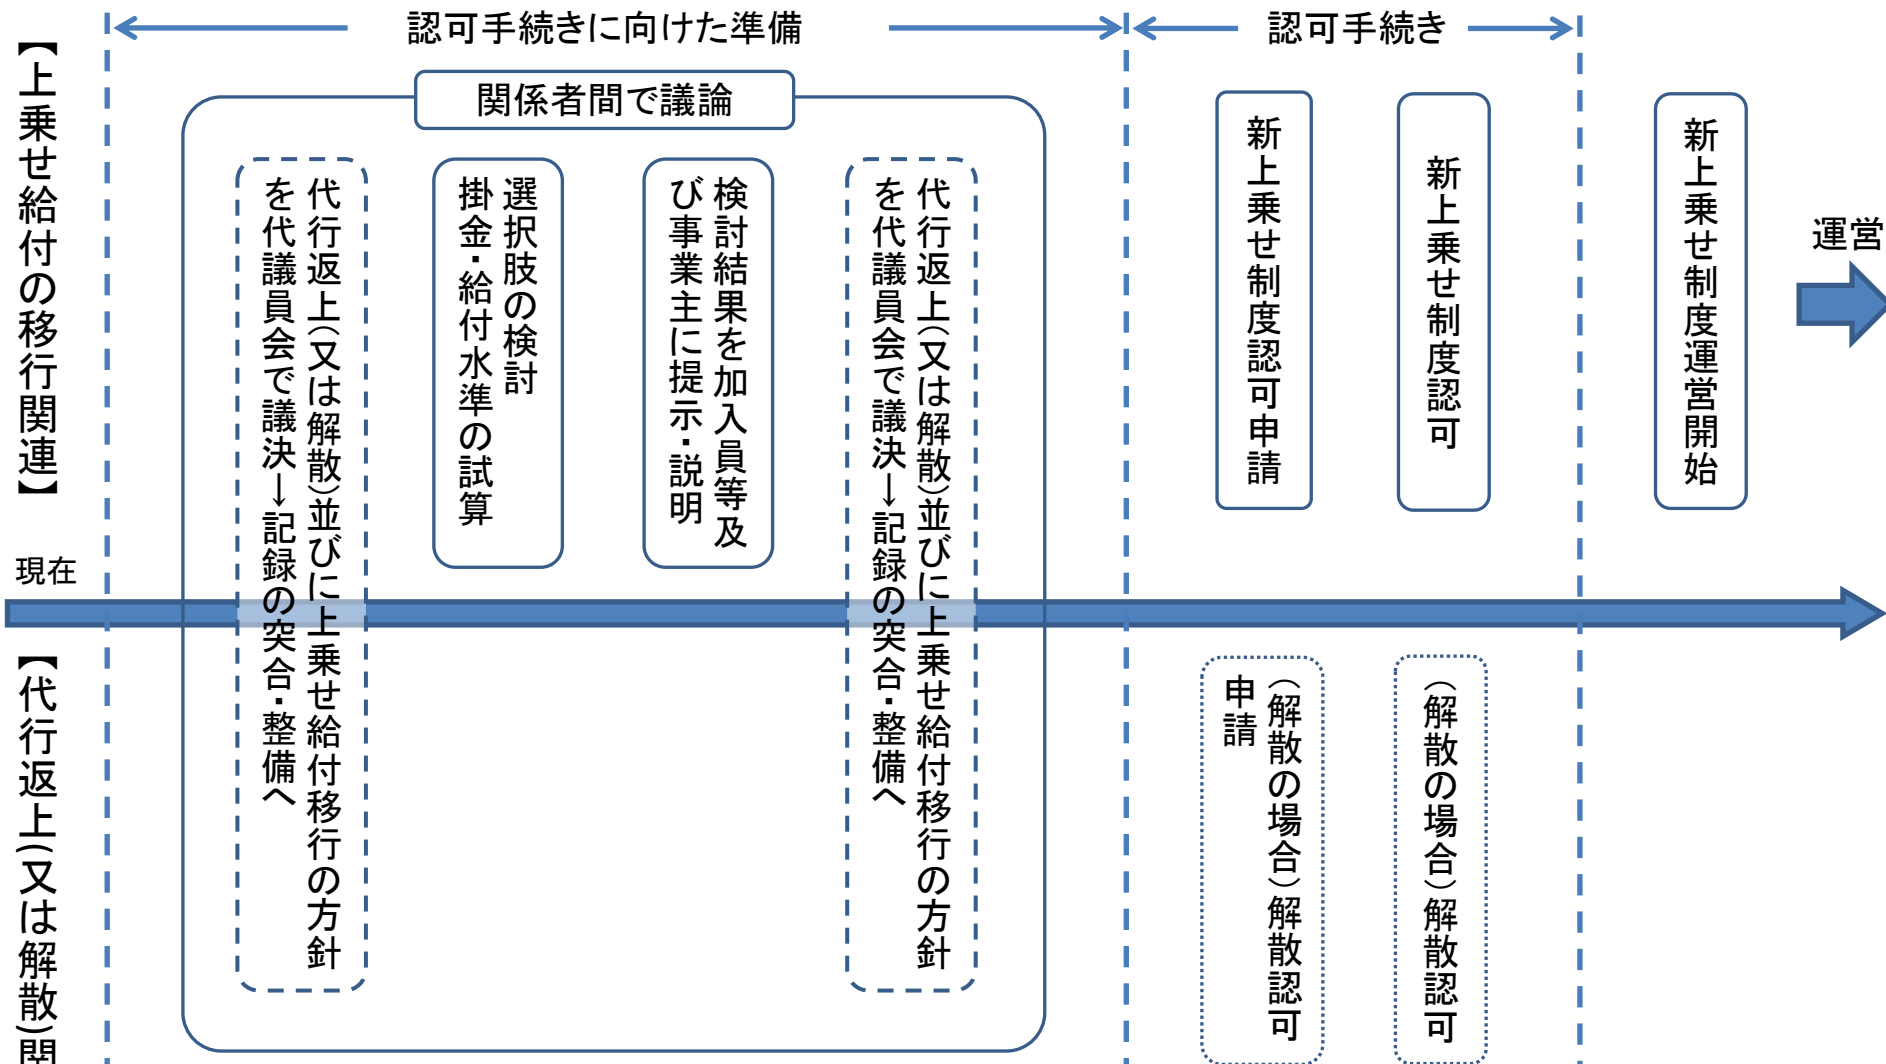 認可手続きに向けた準備
認可手続き
【上乗せ給付の移行関連】
関係者間で議論
代行返上(又は解散)並びに上乗せ給付移行の方針
を代議員会で議決→記録の突合・整備へ
選択肢の検討
掛金・給付水準の試算
検討結果を加入員等及
び事業主に提示・説明
代行返上(又は解散)並びに上乗せ給付移行の方針
を代議員会で議決→記録の突合・整備へ
新上乗せ制度認可申請
新上乗せ制度認可
新上乗せ制度運営開始
運営
現在
【代行返上(又は解散)関
(解散の場合)解散認可
申請
(解散の場合)解散認可